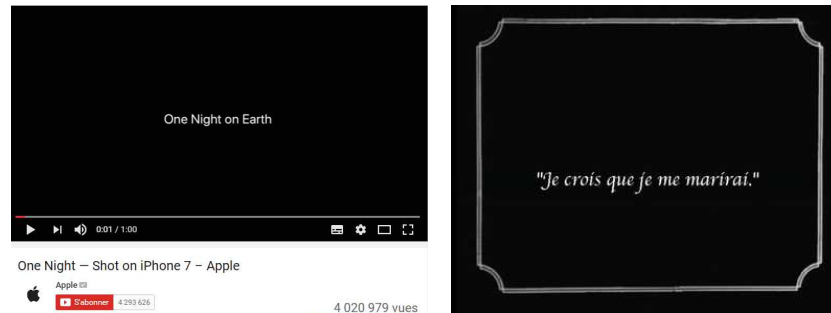 One Night on Earth
0:01 / 1:00
One Night — Shot on iPhone 7 – Apple
Apple
S'abonner 4 293 626
4 020 979 vues
"Je crois que je me marirai."